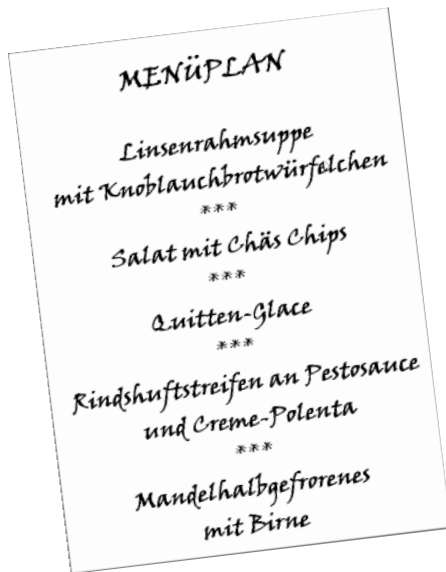 MENÜPLAN
Linsenrahmsuppe
mit Knoblauchbrotwürfelchen
***
Salat mit Chäs Chips
***
Quitten-Glace
***
Rindshuftstreifen an Pestosauce
und Creme-Polenta
***
Mandelhalbgefrorenes
mit Birne